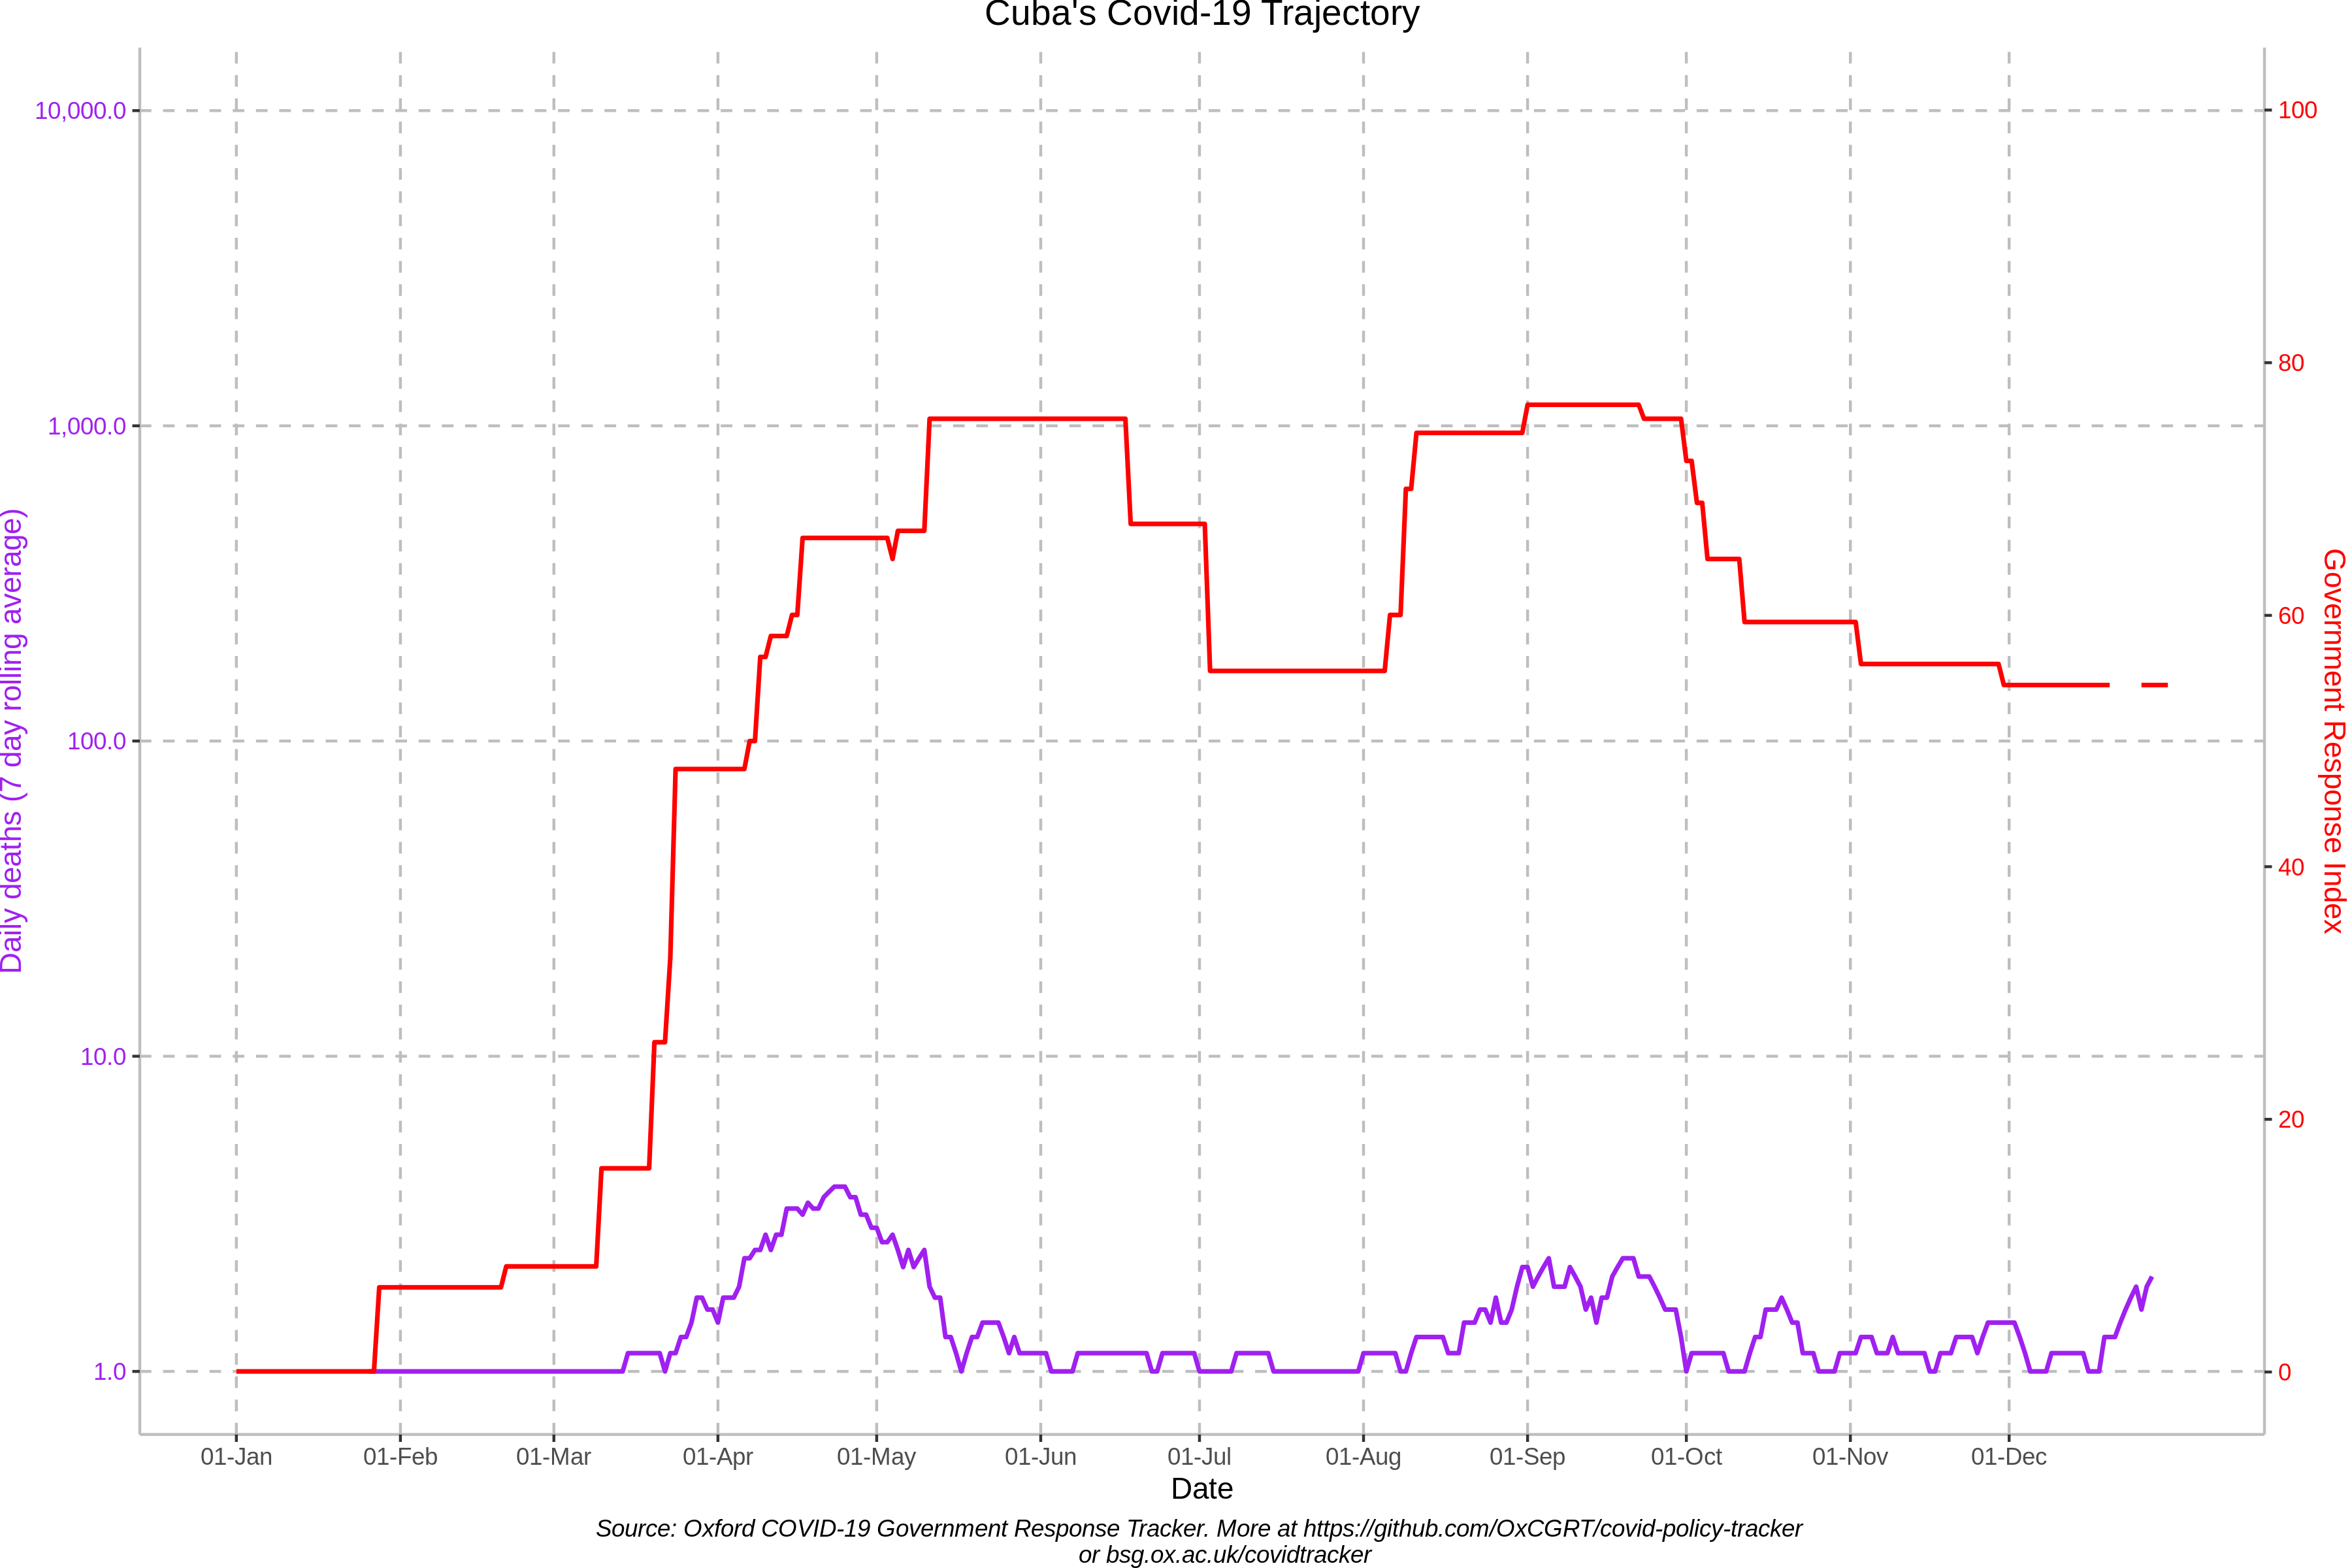 Cuba's Covid-19 Trajectory
10,000.0
1,000.0
100.0
10.0
1.0
Daily deaths (7 day rolling average)
100
80
60
40
20
0
Government Response Index
01-Jan 01-Feb 01-Mar 01-Apr 01-May 01-Jun 01-Jul 01-Aug 01-Sep 01-Oct 01-Nov 01-Dec
Date
Source: Oxford COVID-19 Government Response Tracker. More at https://github.com/OxCGRT/covid-policy-tracker
or bsg.ox.ac.uk/covidtracker